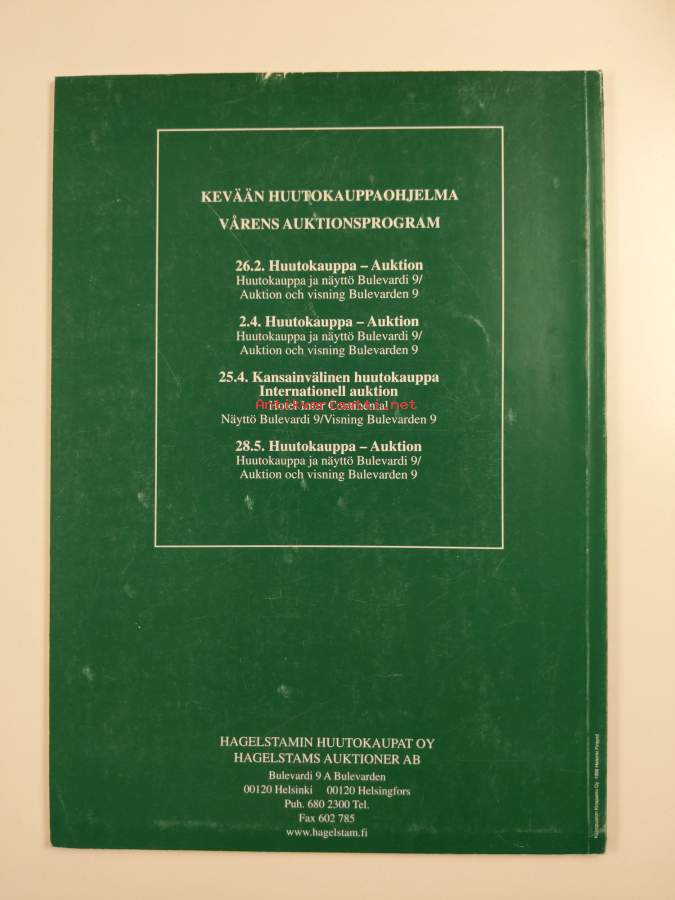 KEVÄÄN HUUTOKAUPPAOHJELMA
VÅRENS AUKTIONSPROGRAM
26.2. Huutokauppa – Auktion
Huutokauppa ja näyttö Bulevardi 9/
Auktion och visning Bulevarden 9
2.4. Huutokauppa – Auktion
Huutokauppa ja näyttö Bulevardi 9/
Auktion och visning Bulevarden 9
25.4. Kansainvälinen huutokauppa
Internationell auktion
Hotel Inter Continental
Näyttö Bulevardi 9/Visning Bulevarden 9
28.5. Huutokauppa – Auktion
Huutokauppa ja näyttö Bulevardi 9/
Auktion och visning Bulevarden 9
HAGELSTAMIN HUUTOKAUPAT OY
HAGELSTAMS AUKTIONER AB
Bulevardi 9 A Bulevarden
00120 Helsinki 00120 Helsingfors
Puh. 680 2300 Tel.
Fax 602 785
www.hagelstam.fi